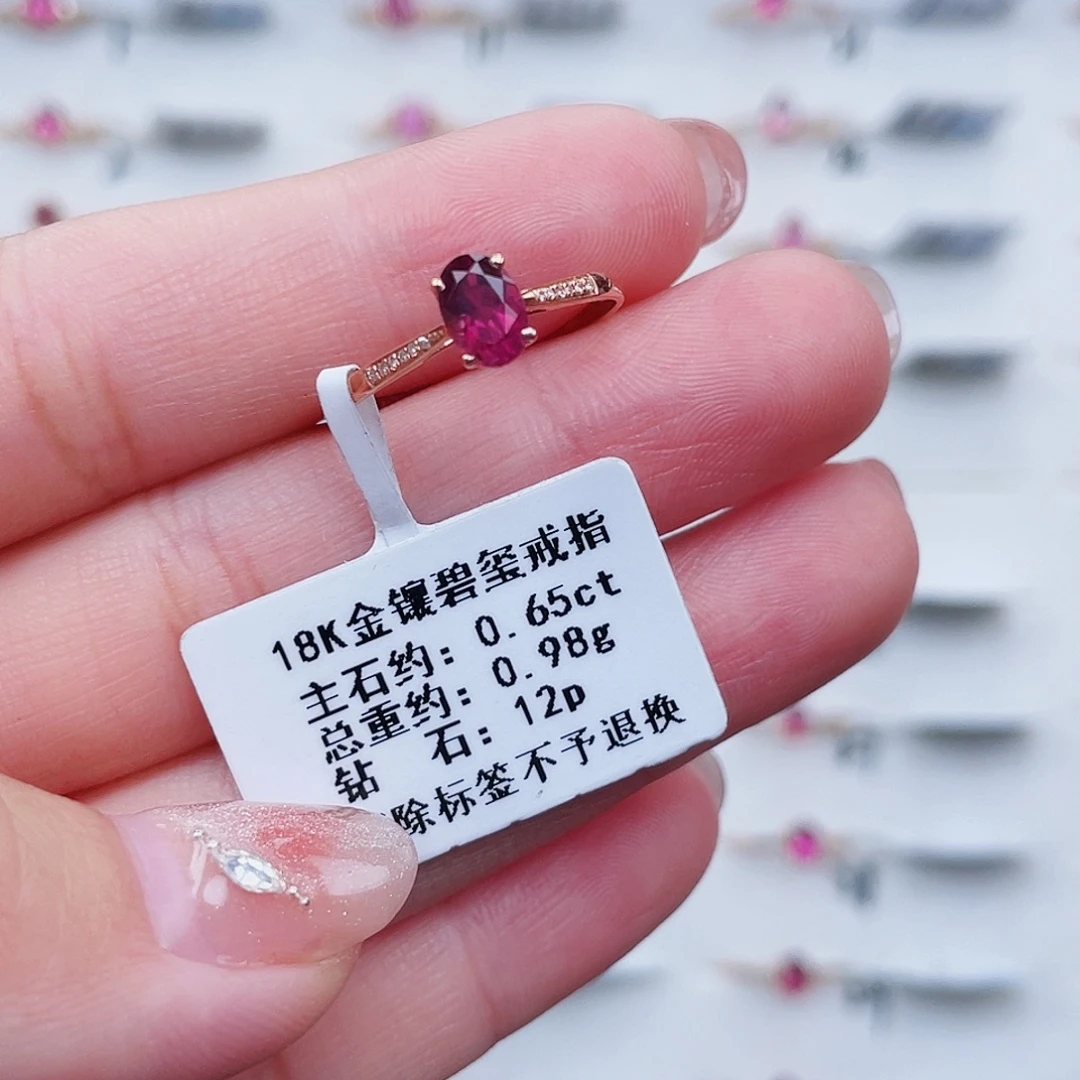 18K金镶碧玺戒指
主石约: 0.65ct
总重约: 0.98g
钻 石: 12p
除标签不予退换